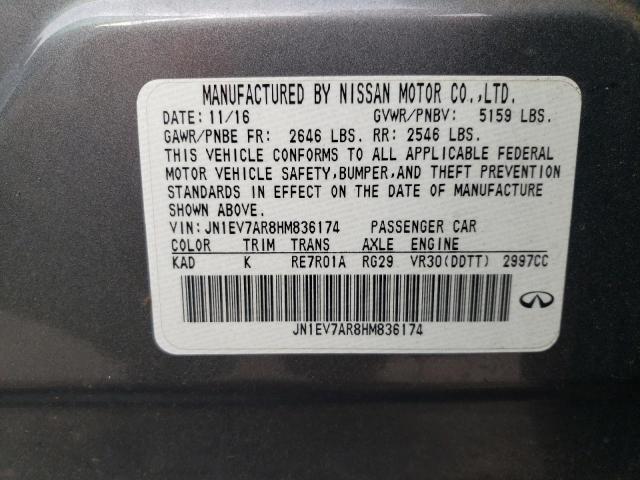 MANUFACTURED BY NISSAN MOTOR CO.,LTD.
DATE: 11/16 GVWR/PNBV: 5159 LBS.
GAWR/PNBE FR: 2646 LBS. RR: 2546 LBS.
THIS VEHICLE CONFORMS TO ALL APPLICABLE FEDERAL
MOTOR VEHICLE SAFETY,BUMPER,AND THEFT PREVENTION
STANDARDS IN EFFECT ON THE DATE OF MANUFACTURE
SHOWN ABOVE.
VIN: JN1EV7AR8HM836174 PASSENGER CAR
COLOR TRIM TRANS AXLE ENGINE
KAD K RE7R01A RG29 VR30(DDTT) 2997CC
JN1EV7AR8HM836174